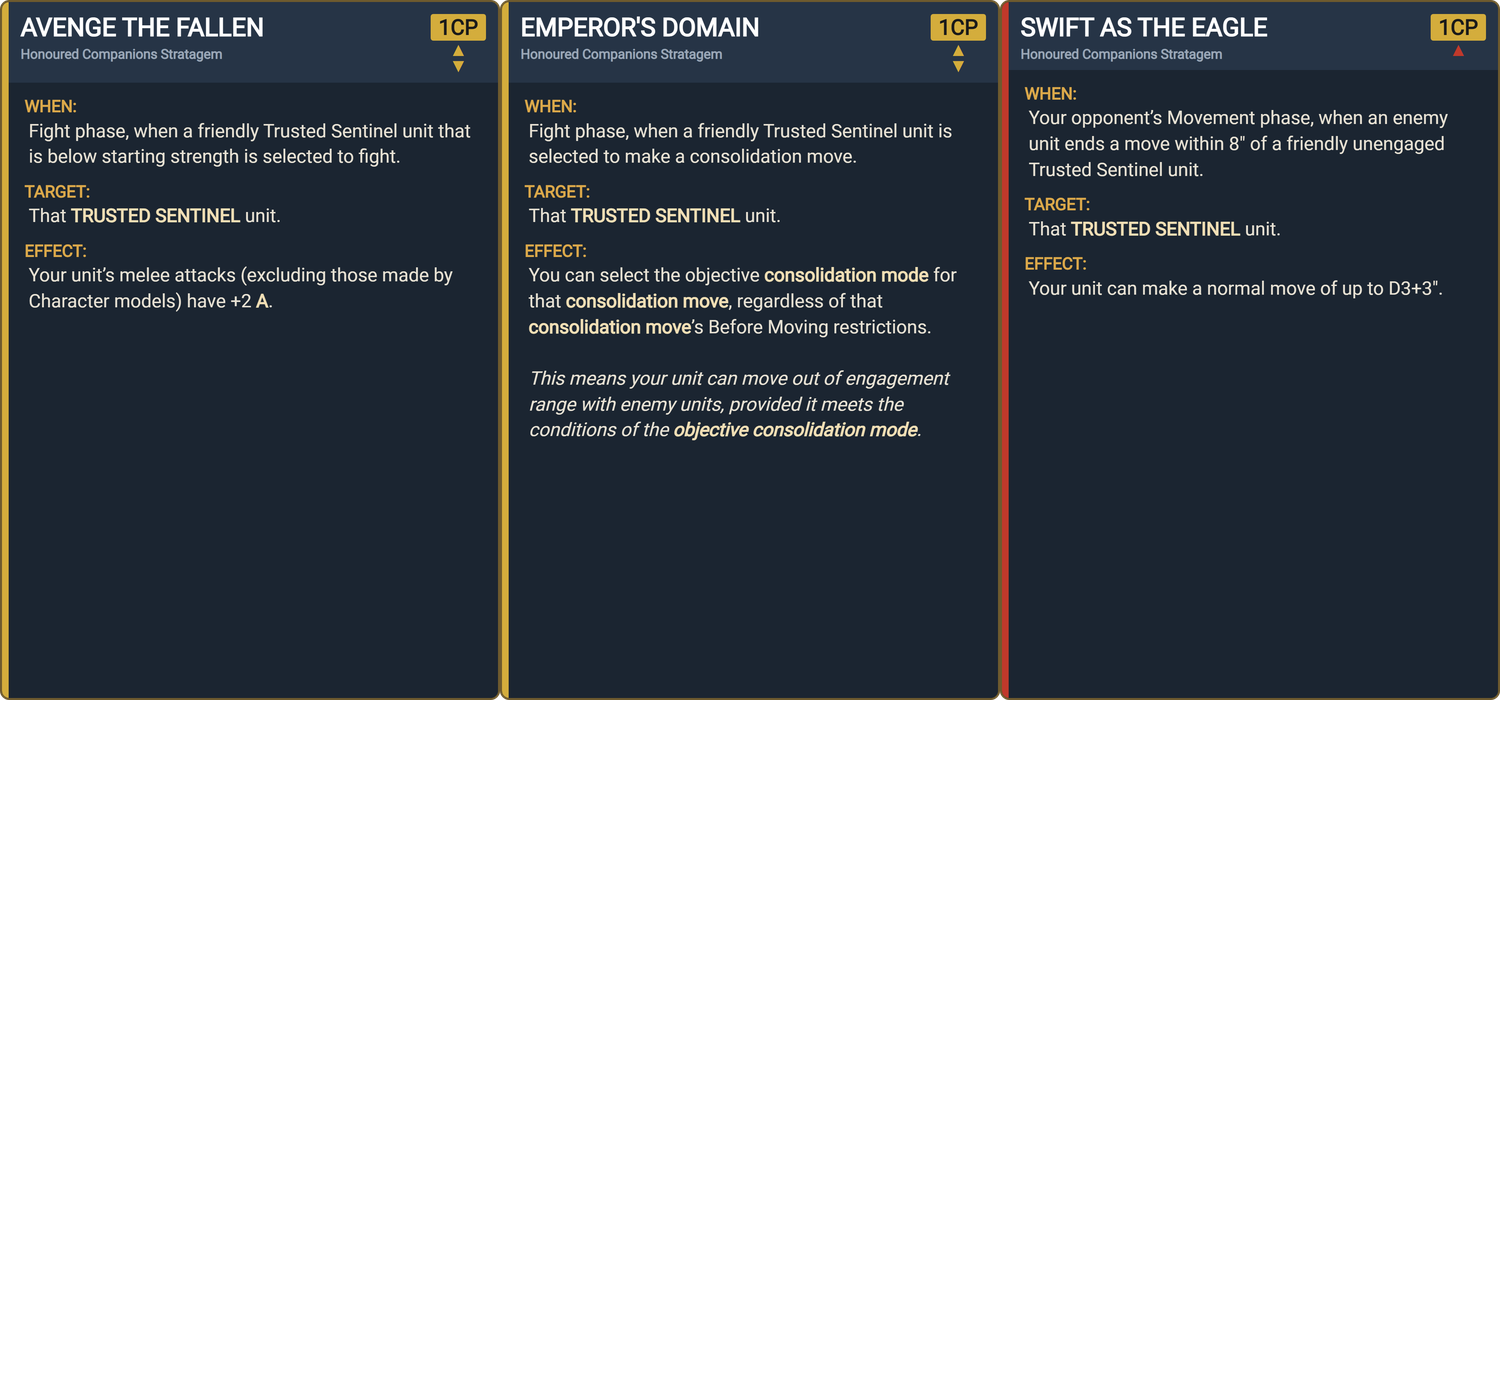 AVENGE THE FALLEN
1CP
Honoured Companions Stratagem
▲
▼
WHEN:
Fight phase, when a friendly Trusted Sentinel unit that
is below starting strength is selected to fight.
TARGET:
That TRUSTED SENTINEL unit.
EFFECT:
Your unit’s melee attacks (excluding those made by
Character models) have +2 A.
EMPEROR'S DOMAIN
1CP
Honoured Companions Stratagem
▲
▼
WHEN:
Fight phase, when a friendly Trusted Sentinel unit is
selected to make a consolidation move.
TARGET:
That TRUSTED SENTINEL unit.
EFFECT:
You can select the objective consolidation mode for
that consolidation move, regardless of that
consolidation move’s Before Moving restrictions.
This means your unit can move out of engagement
range with enemy units, provided it meets the
conditions of the objective consolidation mode.
SWIFT AS THE EAGLE
1CP
Honoured Companions Stratagem
▲
WHEN:
Your opponent’s Movement phase, when an enemy
unit ends a move within 8" of a friendly unengaged
Trusted Sentinel unit.
TARGET:
That TRUSTED SENTINEL unit.
EFFECT:
Your unit can make a normal move of up to D3+3".